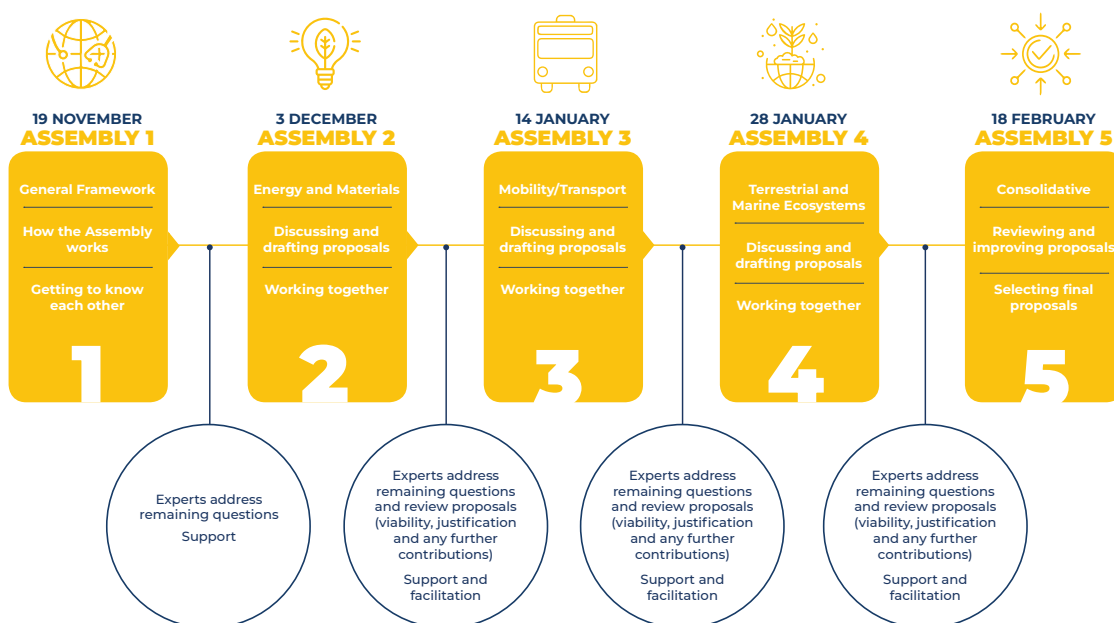 19 NOVEMBER
ASSEMBLY 1
General Framework
How the Assembly
works
Getting to know
each other
1
3 DECEMBER
ASSEMBLY 2
Energy and Materials
Discussing and
drafting proposals
Working together
2
14 JANUARY
ASSEMBLY 3
Mobility/Transport
Discussing and
drafting proposals
Working together
3
28 JANUARY
ASSEMBLY 4
Terrestrial and
Marine Ecosystems
Discussing and
drafting proposals
Working together
4
18 FEBRUARY
ASSEMBLY 5
Consolidative
Reviewing and
improving proposals
Selecting final
proposals
5
Experts address
remaining questions
Support
Experts address
remaining questions
and review proposals
(viability, justification
and any further
contributions)
Support and
facilitation
Experts address
remaining questions
and review proposals
(viability, justification
and any further
contributions)
Support and
facilitation
Experts address
remaining questions
and review proposals
(viability, justification
and any further
contributions)
Support and
facilitation